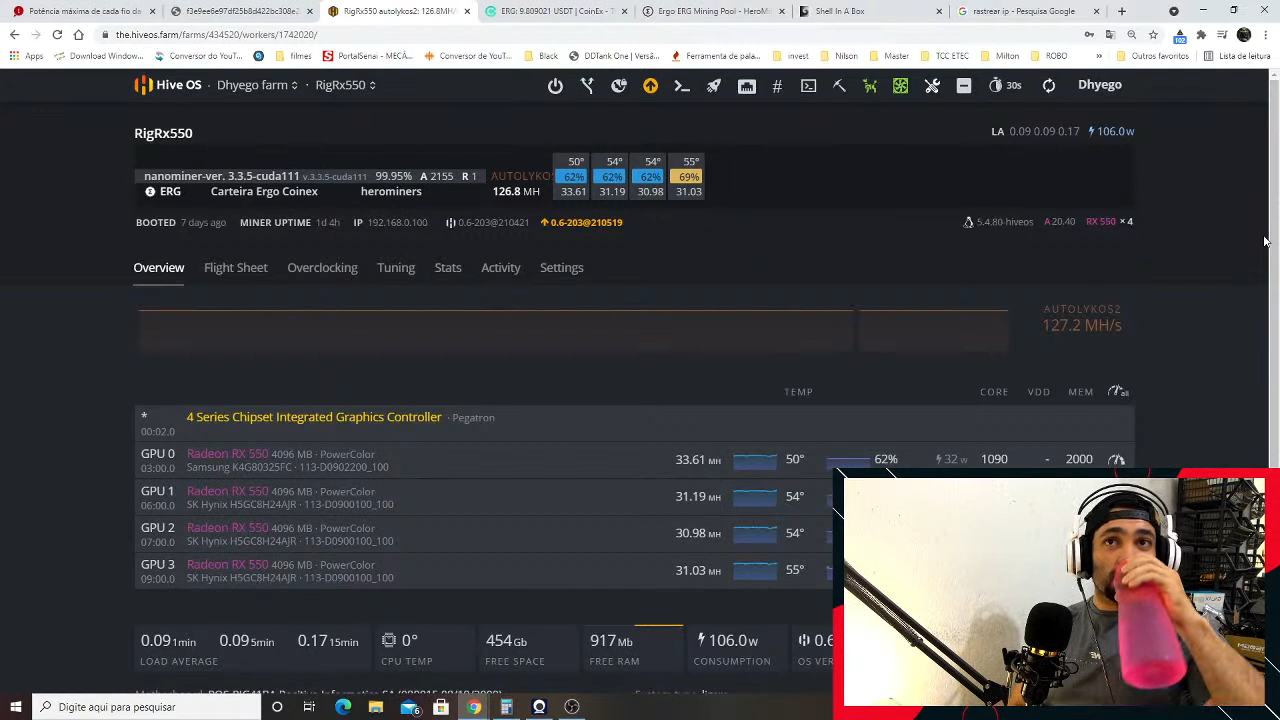 Potência máxima de cada fio da
f3e9ee6e97df25b8d422bc308e2
RigRx550 autolykos2: 126.8MH
ERG: 9.809021 USDT | CoinEx - T
Ergo ERG Mining Pool - HeroMi
Shell In A Box
rastrear ip - Pesquisa Google
the.hiveos.farm/farms/434520/workers/1742020/
102
Apps
Conversor de YouTu
filmes
PortalSenai - MECÂ
Conversor de YouTu
Black
DDTank One 7 (Versã
Ferramenta de pala
invest
Master
TCC ETEC
Milton
ROBO
»
Outros favoritos
Lista de leitura
Hive OS
Dhyego farm
RigRx550
30s
Dhyego
RigRx550
LA 0.09 0.09 0.17 106.0 w
nanominer-ver. 3.3.5-cuda111 v.3.3.5-cuda111 99.95% A 2155 R 1 AUTOLYKOS
50° 54° 54° 55°
62% 62% 62% 69%
ERG Carteira Ergo Coinex herominers 126.8 MH 33.61 31.19 30.98 31.03
BOOTED 7 days ago MINER UPTIME 1d 4h IP 192.168.0.100 0.6-203@210421 0.6-203@210519 5.4.80-hiveos A 20.40 RX 550 × 4
Overview Flight Sheet Overclocking Tuning Stats Activity Settings
AUTOLYKOS2
127.2 MH/s
TEMP CORE VDD MEM all
* 4 Series Chipset Integrated Graphics Controller · Pegatron
00:02.0
GPU 0 Radeon RX 550 4096 MB · PowerColor 33.61 MH 50° 62% 32 w 1090 - 2000
03:00.0 Samsung K4G80325FC · 113-D0902200_100
GPU 1 Radeon RX 550 4096 MB · PowerColor 31.19 MH 54°
06:00.0 SK Hynix H5GC8H24AJR · 113-D0900100_100
GPU 2 Radeon RX 550 4096 MB · PowerColor 30.98 MH 54°
07:00.0 SK Hynix H5GC8H24AJR · 113-D0900100_100
GPU 3 Radeon RX 550 4096 MB · PowerColor 31.03 MH 55°
09:00.0 SK Hynix H5GC8H24AJR · 113-D0900100_100
0.09 1min 0.09 5min 0.17 15min 0° 454 Gb 917 Mb 106.0 w 0.6
LOAD AVERAGE CPU TEMP FREE SPACE FREE RAM CONSUMPTION OS VER
Digite aqui para pesquisar
6